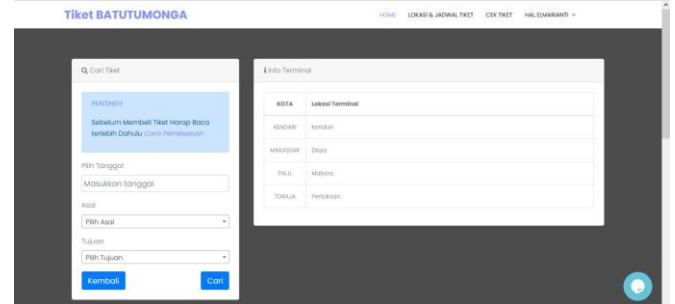 Tiket BATUTUMONGA
HOME LOKASI & JADWAL TIKET CEK TIKET HAI, ELMARIANTI
Cari Tiket
PENTING!!
Sebelum Membeli Tiket Harap Baca
terlebih Dahulu Cara Pemesanan
Pilih Tanggal
Masukkan tanggal
Asal
Pilih Asal
Tujuan
Pilih Tujuan
Kembali Cari
Info Terminal
KOTA Lokasi Terminal
KENDARI Kendari
MAKASSAR Daya
PALU
TORAJA